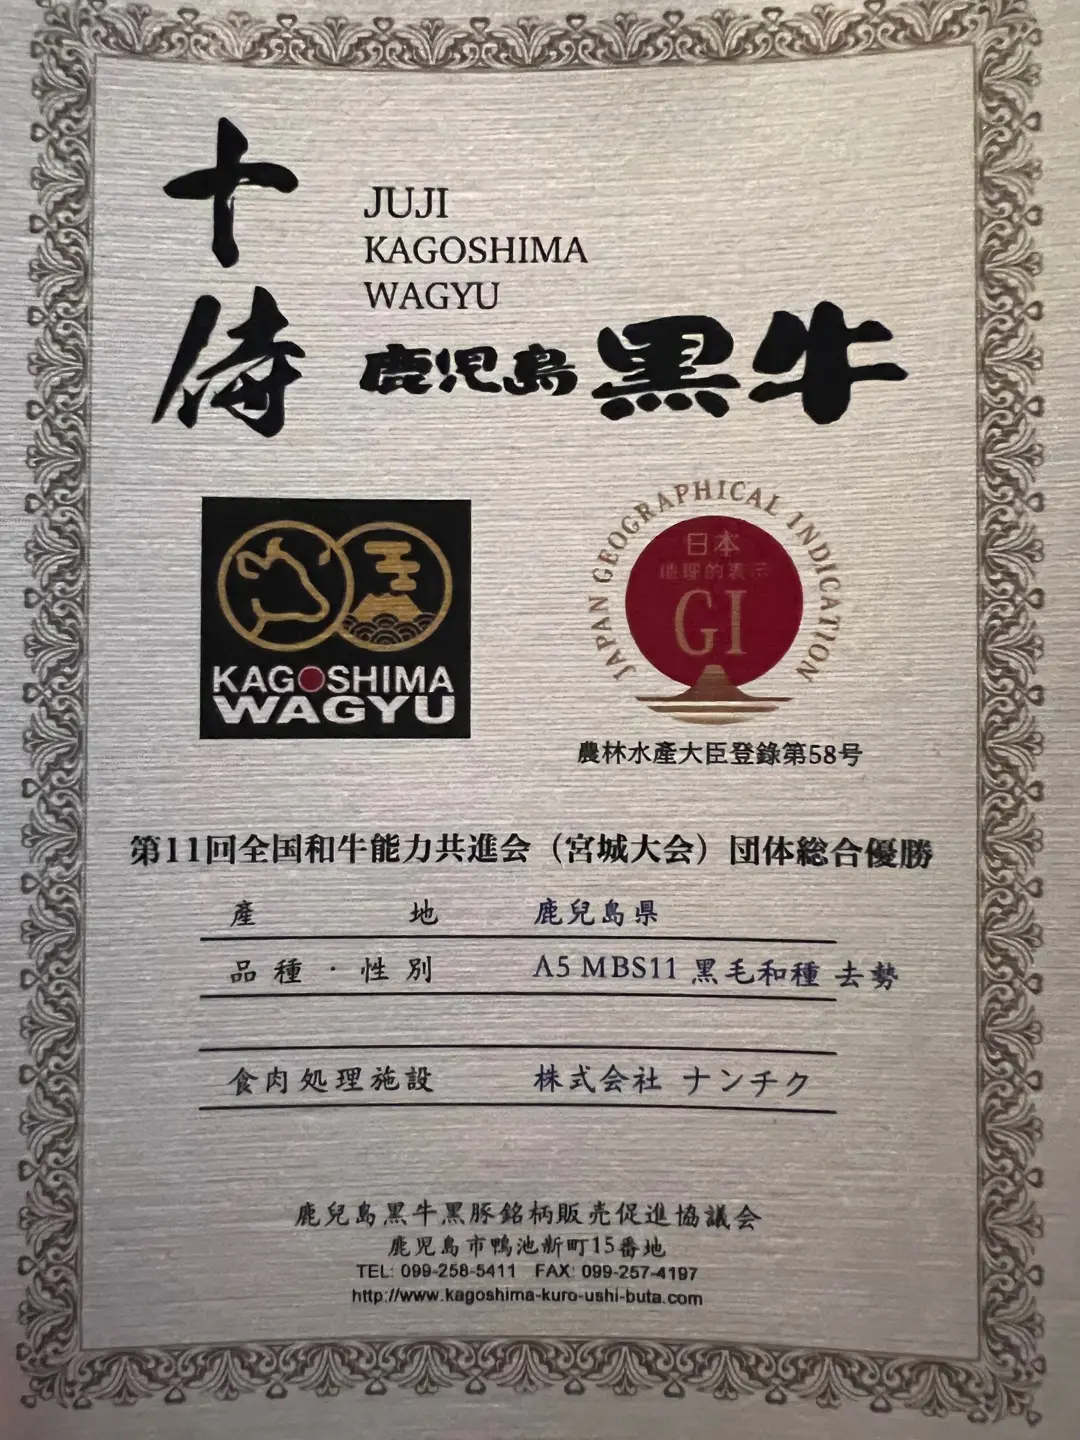 十侍
JUJI
KAGOSHIMA
WAGYU
鹿児島黒牛
KAGOSHIMA
WAGYU
JAPAN GEOGRAPHICAL INDICATION
日本
地理的表示
GI
農林水産大臣登錄第58号
第11回全国和牛能力共進会（宮城大会）団体総合優勝
産地 鹿兒島県
品種・性別 A5 MBS11 黒毛和種 去勢
食肉処理施設 株式会社 ナンチク
鹿兒島黒牛黒豚銘柄販売促進協議会
鹿児島市鴨池新町15番地
TEL: 099-258-5411 FAX: 099-257-4197
http://www.kagoshima-kuro-ushi-buta.com